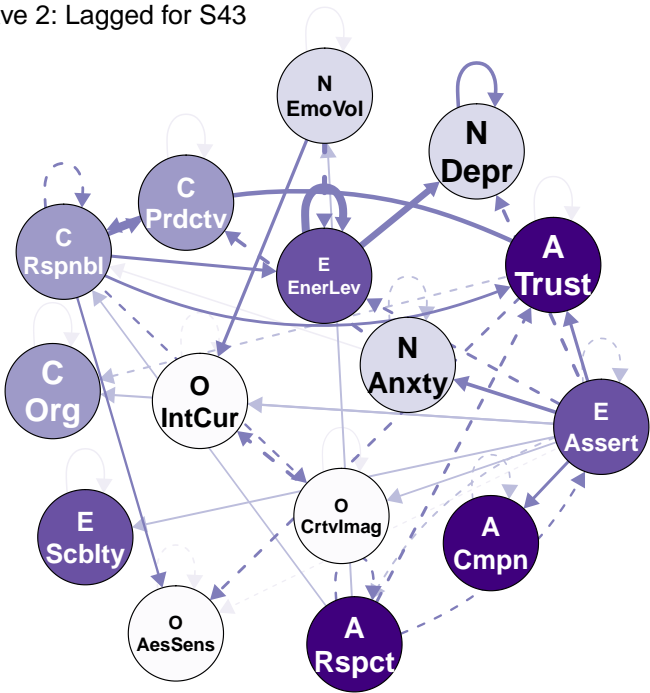 ve 2: Lagged for S43
N
EmoVol
N
Depr
C
Prdctv
C
Rspnbl
E
EnerLev
A
Trust
N
Anxty
C
Org
O
IntCur
E
Assert
O
CrtvImag
E
Scblty
A
Cmpn
O
AesSens
A
Rspct